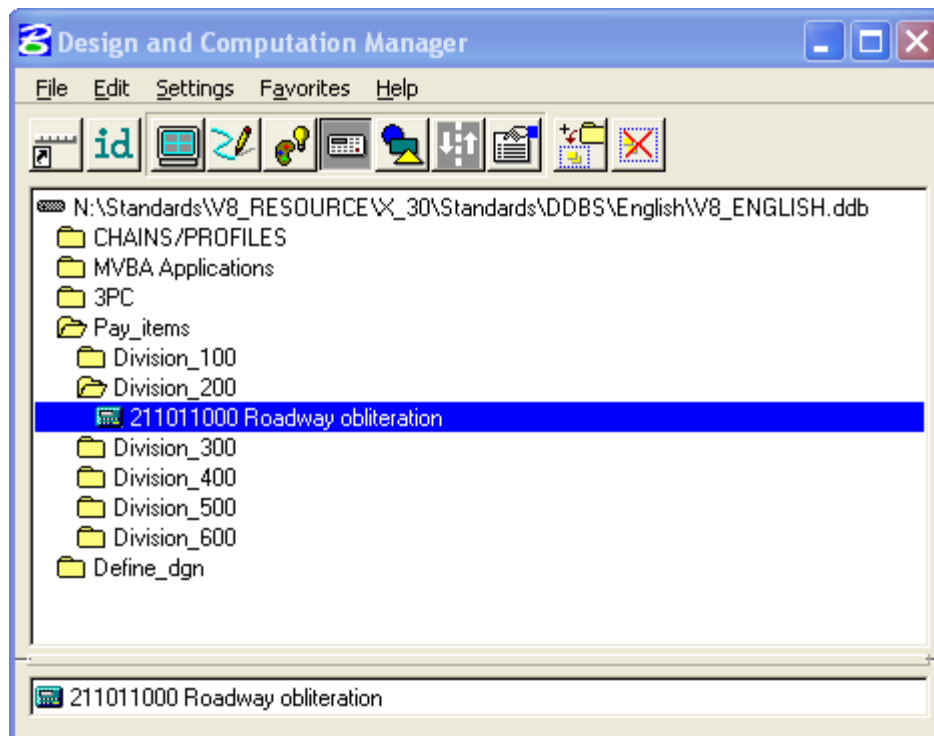 Design and Computation Manager
File Edit Settings Favorites Help
id
N:\Standards\V8_RESOURCE\X_30\Standards\DDBS\English\V8_ENGLISH.ddb
CHAINS/PROFILES
MVBA Applications
3PC
Pay_items
Division_100
Division_200
211011000 Roadway obliteration
Division_300
Division_400
Division_500
Division_600
Define_dgn
211011000 Roadway obliteration